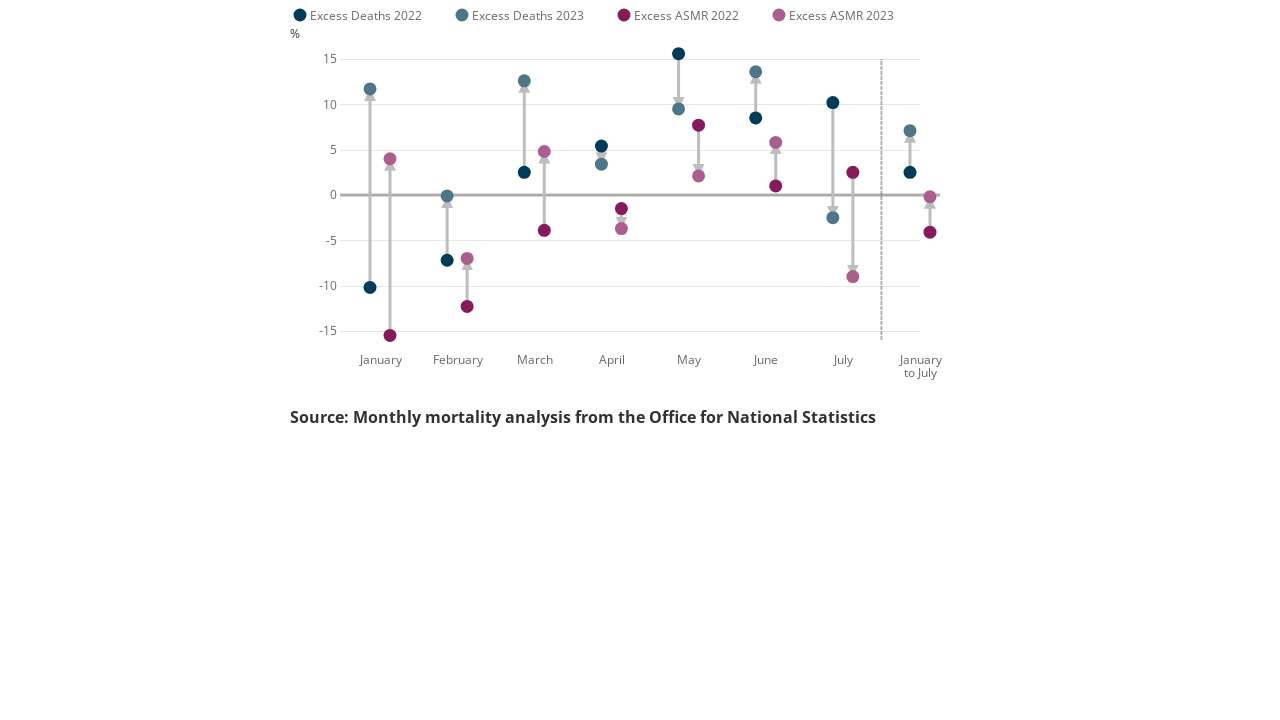 Excess Deaths 2022 Excess Deaths 2023 Excess ASMR 2022 Excess ASMR 2023
%
15
10
5
0
-5
-10
-15
January February March April May June July January
to July
Source: Monthly mortality analysis from the Office for National Statistics